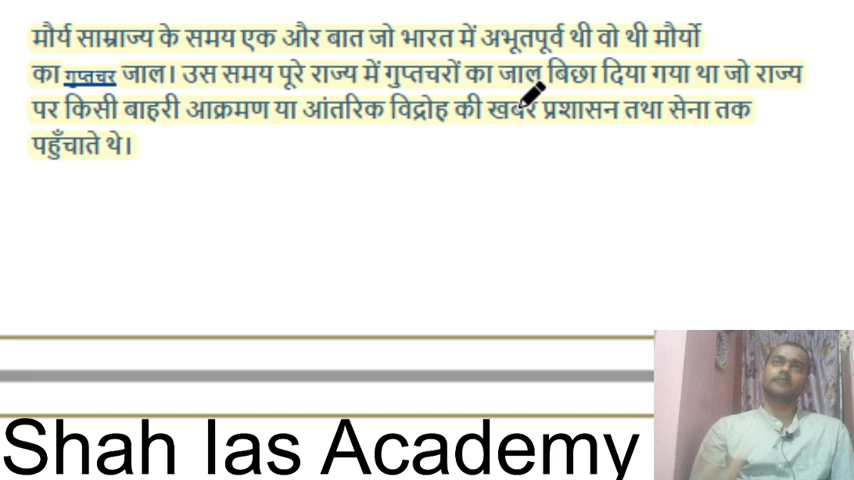 मौर्य साम्राज्य के समय एक और बात जो भारत में अभूतपूर्व थी वो थी मौर्यो
का गुप्तचर जाल। उस समय पूरे राज्य में गुप्तचरों का जाल बिछा दिया गया था जो राज्य
पर किसी बाहरी आक्रमण या आंतरिक विद्रोह की खबर प्रशासन तथा सेना तक
पहुँचाते थे।
Shah Ias Academy